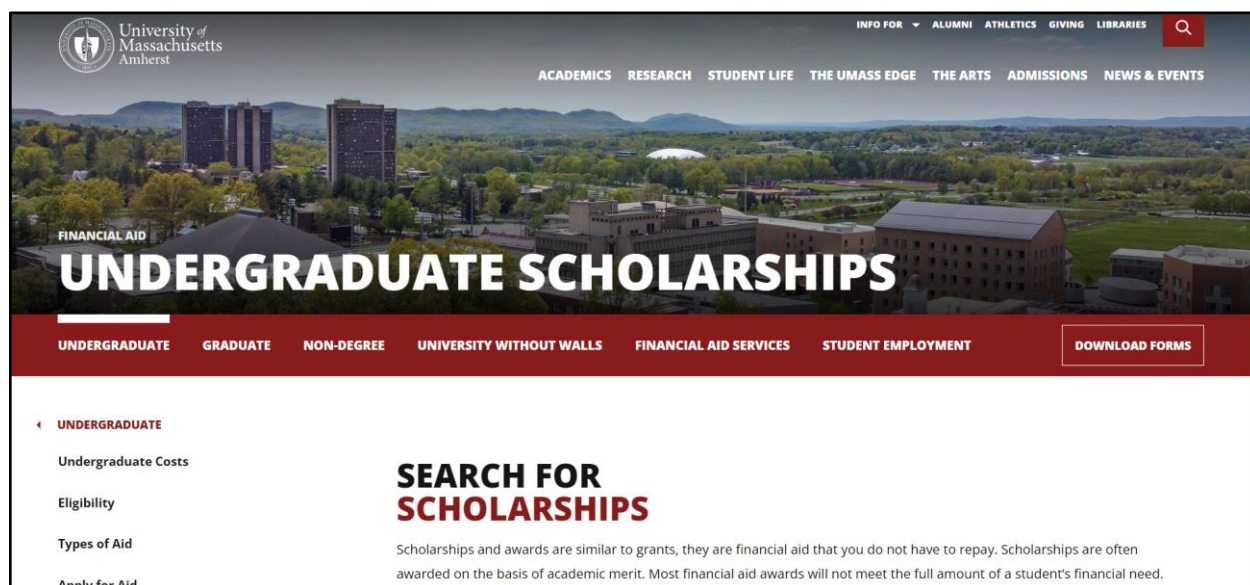 University of
Massachusetts
Amherst
INFO FOR ALUMNI ATHLETICS GIVING LIBRARIES
ACADEMICS RESEARCH STUDENT LIFE THE UMASS EDGE THE ARTS ADMISSIONS NEWS & EVENTS
FINANCIAL AID
UNDERGRADUATE SCHOLARSHIPS
UNDERGRADUATE GRADUATE NON-DEGREE UNIVERSITY WITHOUT WALLS FINANCIAL AID SERVICES STUDENT EMPLOYMENT DOWNLOAD FORMS
UNDERGRADUATE
Undergraduate Costs
Eligibility
Types of Aid
Apply for Aid
SEARCH FOR
SCHOLARSHIPS
Scholarships and awards are similar to grants, they are financial aid that you do not have to repay. Scholarships are often
awarded on the basis of academic merit. Most financial aid awards will not meet the full amount of a student's financial need.